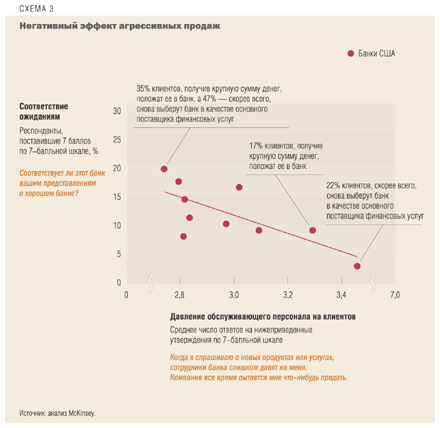 СХЕМА 3
Негативный эффект агрессивных продаж
Банки США
35% клиентов, получив крупную сумму денег,
положат ее в банк, а 47% — скорее всего,
снова выберут банк в качестве основного
поставщика финансовых услуг
Соответствие
ожиданиям
Респонденты,
поставившие 7 баллов
по 7–балльной шкале, %
Соответствует ли этот банк
вашим представлениям
о хорошем банке?
17% клиентов, получив
крупную сумму денег,
положат ее в банк
22% клиентов, скорее всего,
снова выберут банк
в качестве основного
поставщика финансовых услуг
30
25
20
15
10
5
0
0 2,8 3,0 3,2 3,4 7,0
Давление обслуживающего персонала на клиентов
Среднее число ответов на нижеприведенные
утверждения по 7–балльной шкале
Когда я спрашиваю о новых продуктах или услугах,
сотрудники банка слишком давят на меня.
Компания все время пытается мне что–нибудь продать.
Источник: анализ McKinsey.